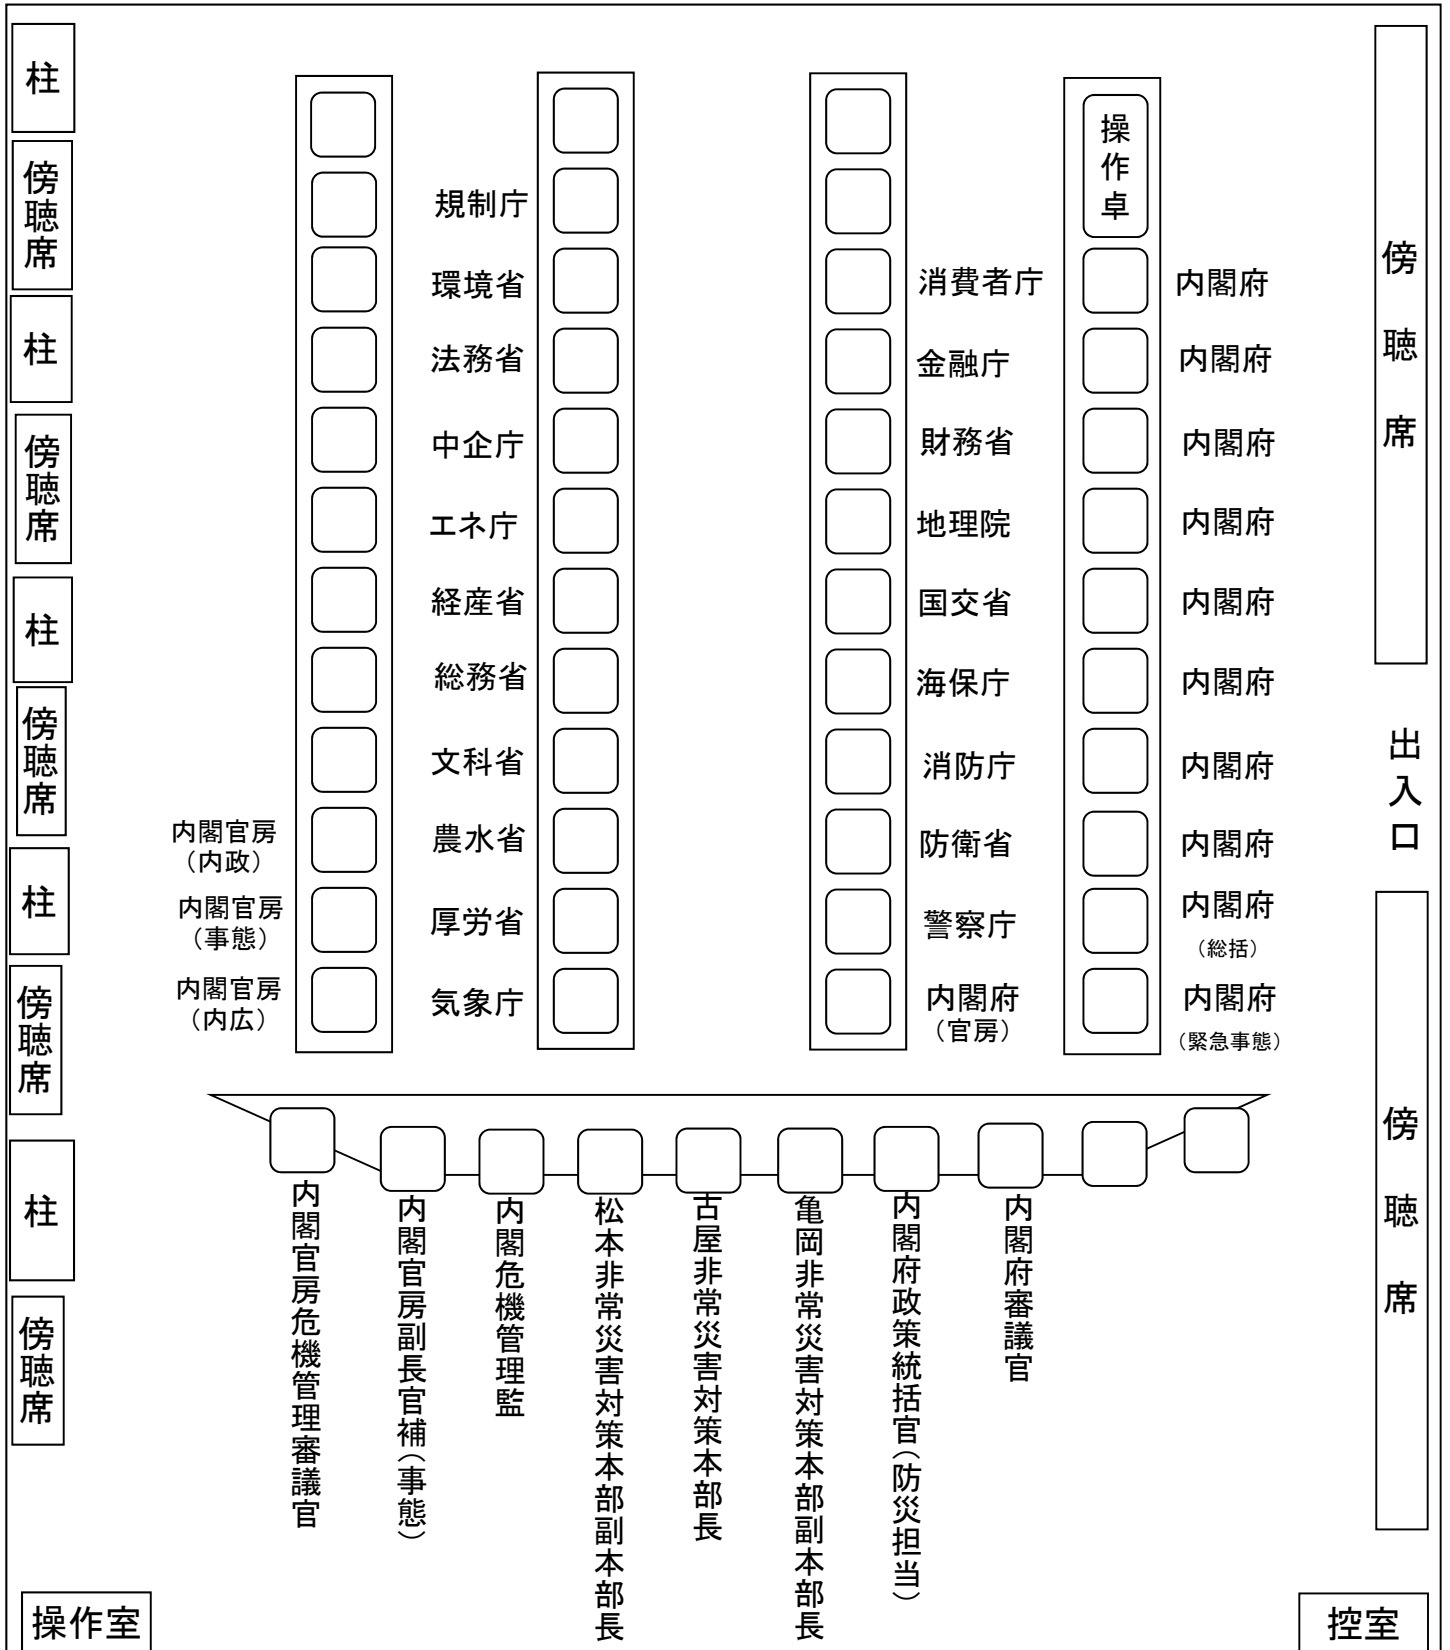 柱
傍聴席
柱
傍聴席
柱
傍聴席
柱
傍聴席
柱
傍聴席
操作室
内閣官房
（内政）
内閣官房
（事態）
内閣官房
（内広）
規制庁
環境省
法務省
中企庁
エネ庁
経産省
総務省
文科省
農水省
厚労省
気象庁
消費者庁
金融庁
財務省
地理院
国交省
海保庁
消防庁
防衛省
警察庁
内閣府
（官房）
操作卓
内閣府
内閣府
内閣府
内閣府
内閣府
内閣府
内閣府
内閣府
内閣府
（総括）
内閣府
（緊急事態）
傍聴席
出入口
傍聴席
内閣官房危機管理審議官
内閣官房副長官補（事態）
内閣危機管理監
松本非常災害対策本部副本部長
古屋非常災害対策本部長
亀岡非常災害対策本部副本部長
内閣府政策統括官（防災担当）
内閣府審議官
控室